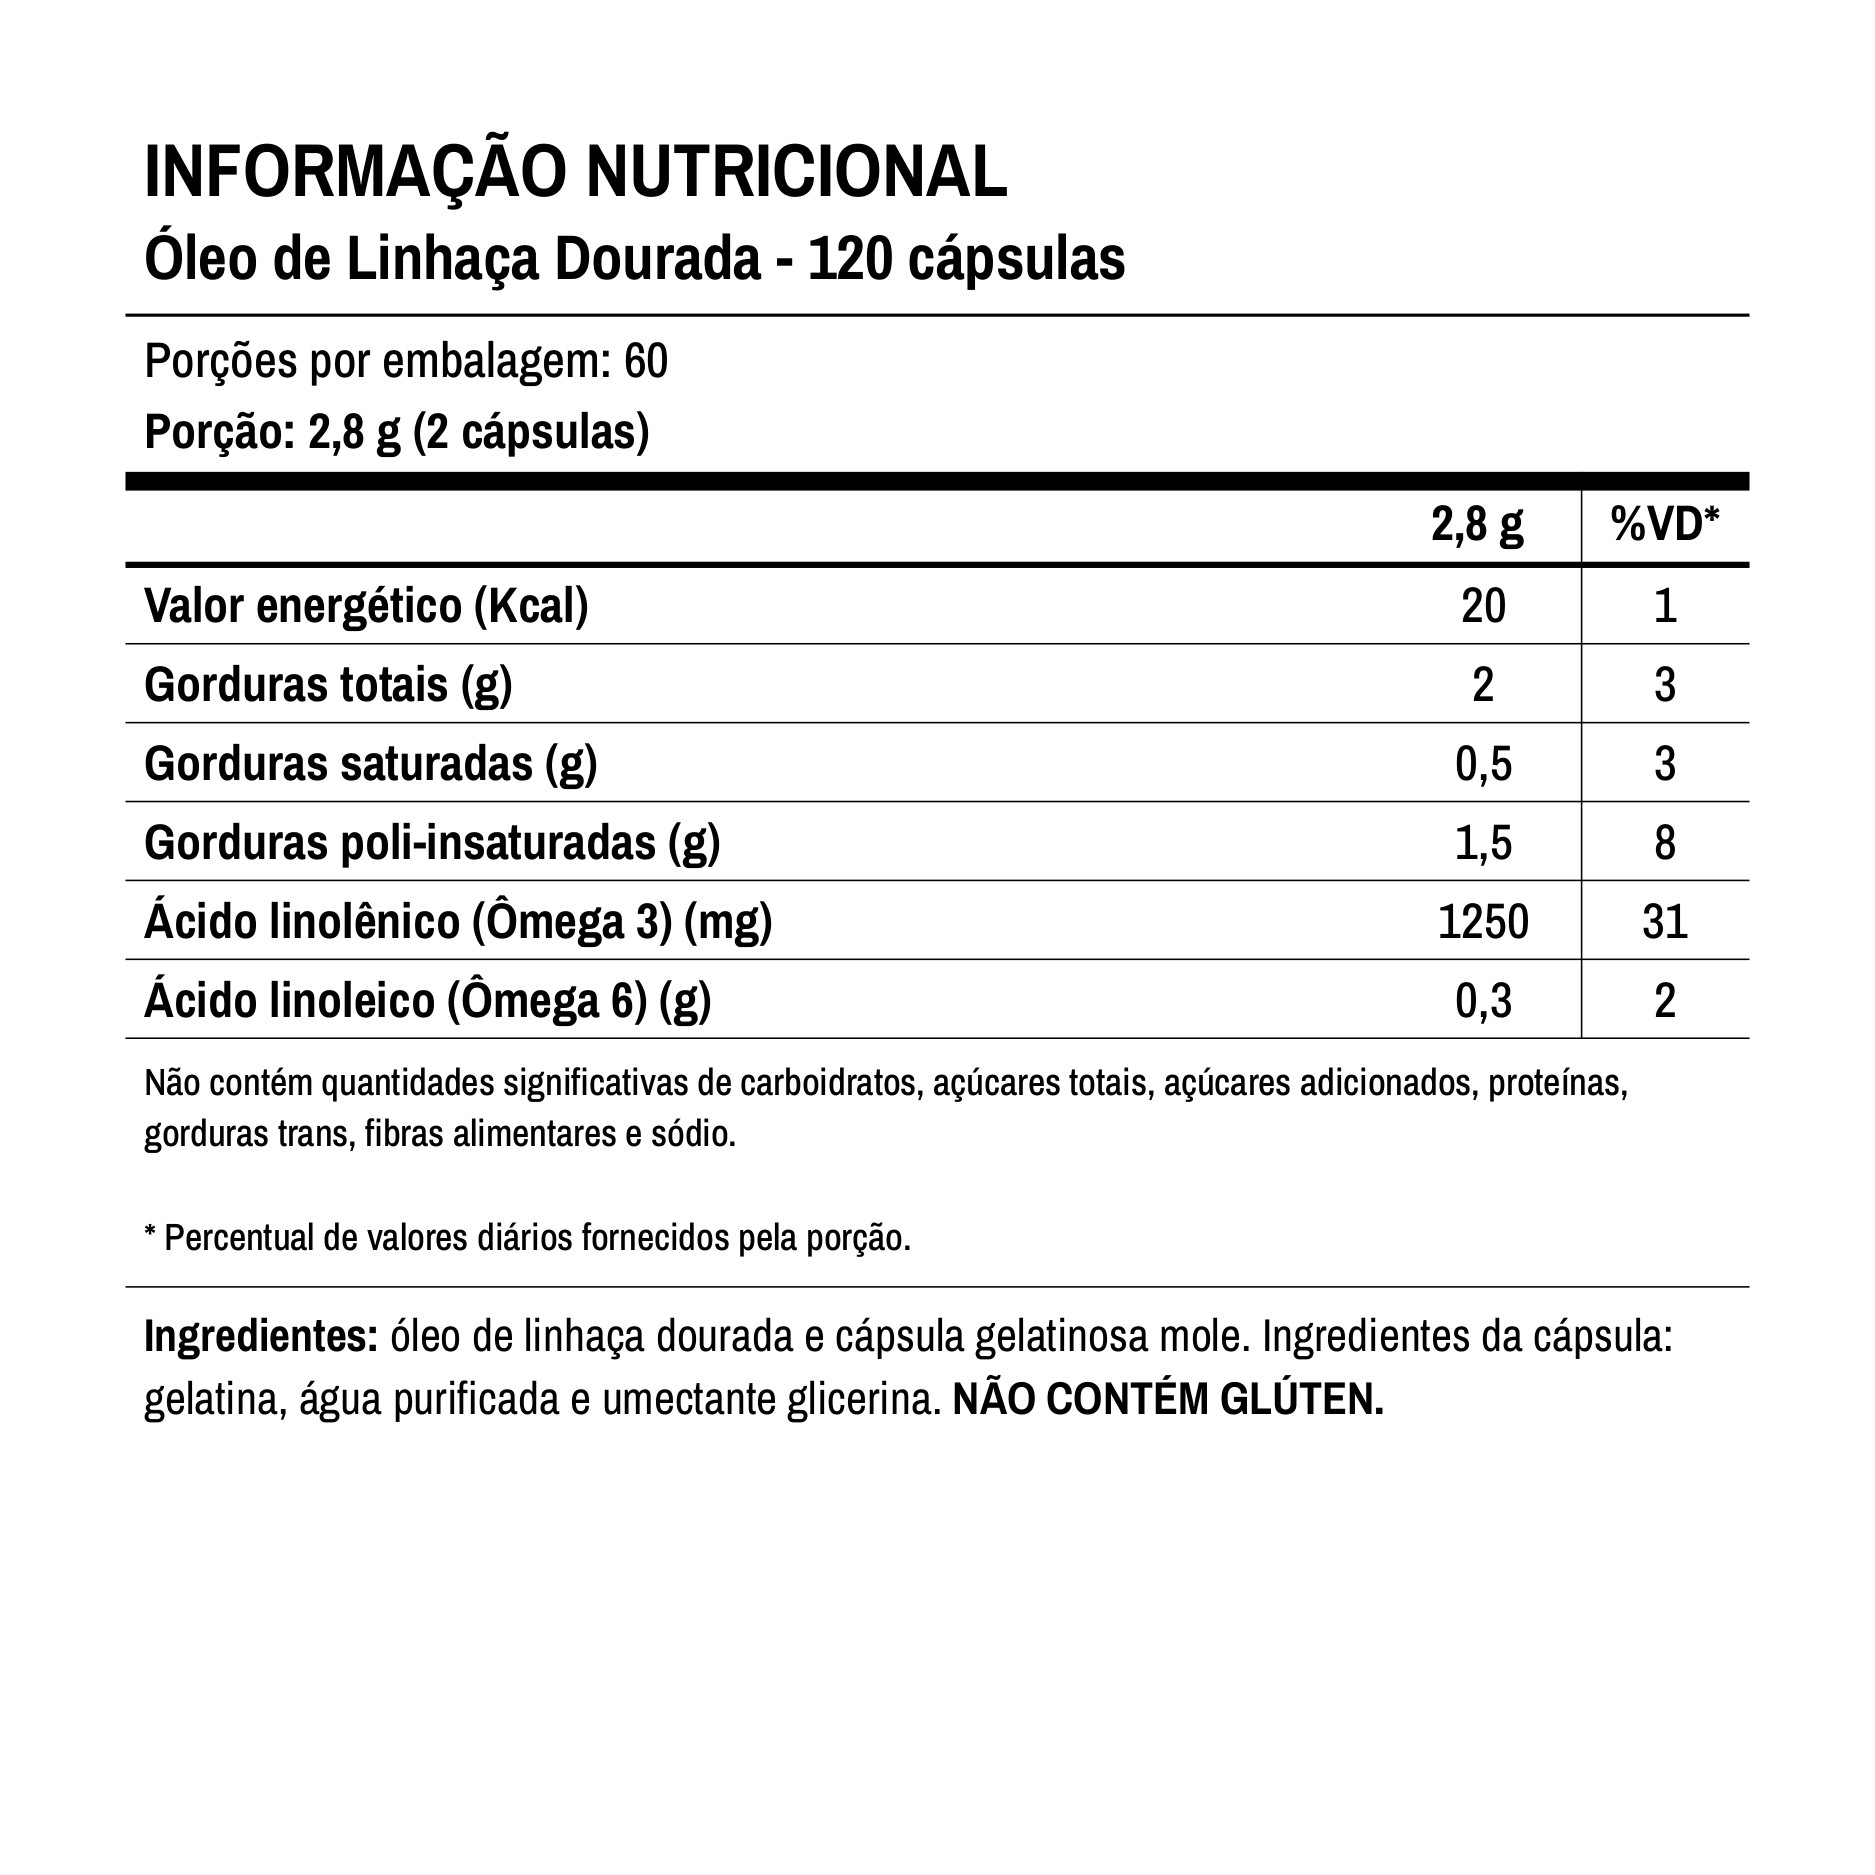 INFORMAÇÃO NUTRICIONAL
Óleo de Linhaça Dourada - 120 cápsulas
Porções por embalagem: 60
Porção: 2,8 g (2 cápsulas)
2,8 g %VD*
Valor energético (Kcal) 20 1
Gorduras totais (g) 2 3
Gorduras saturadas (g) 0,5 3
Gorduras poli-insaturadas (g) 1,5 8
Ácido linolênico (Ômega 3) (mg) 1250 31
Ácido linoleico (Ômega 6) (g) 0,3 2
Não contém quantidades significativas de carboidratos, açúcares totais, açúcares adicionados, proteínas,
gorduras trans, fibras alimentares e sódio.
* Percentual de valores diários fornecidos pela porção.
Ingredientes: óleo de linhaça dourada e cápsula gelatinosa mole. Ingredientes da cápsula:
gelatina, água purificada e umectante glicerina. NÃO CONTÉM GLÚTEN.